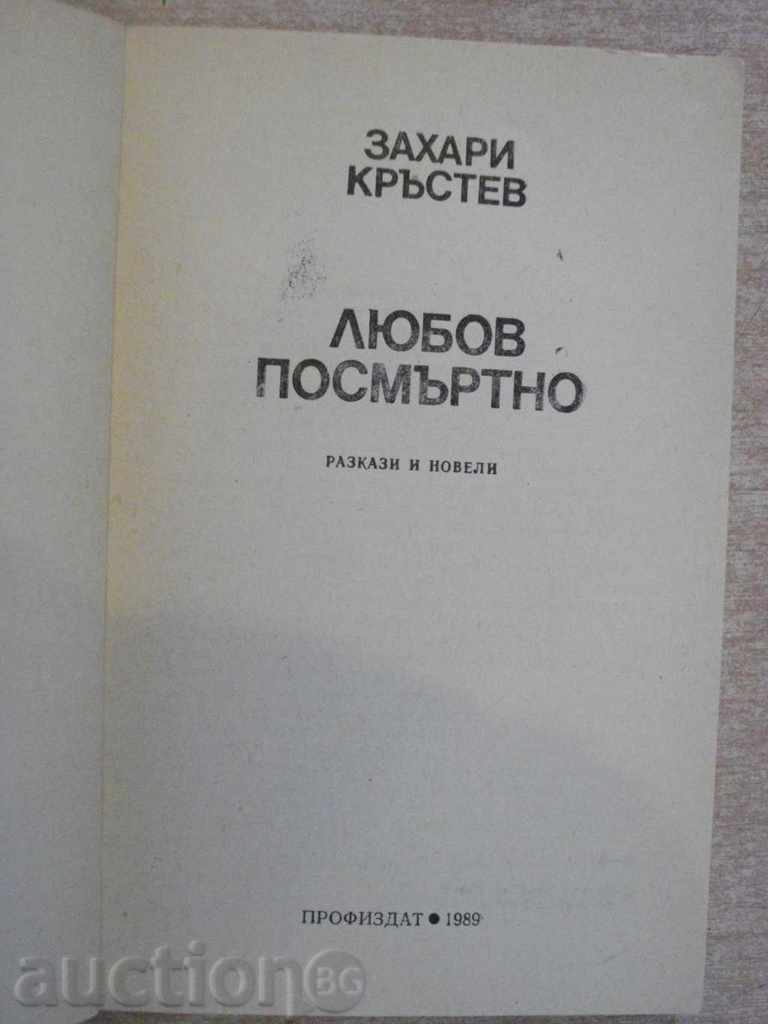 ЗАХАРИ
КРЪСТЕВ
ЛЮБОВ
ПОСМЪРТНО
РАЗКАЗИ И НОВЕЛИ
ПРОФИЗДАТ ● 1989
auctionBG